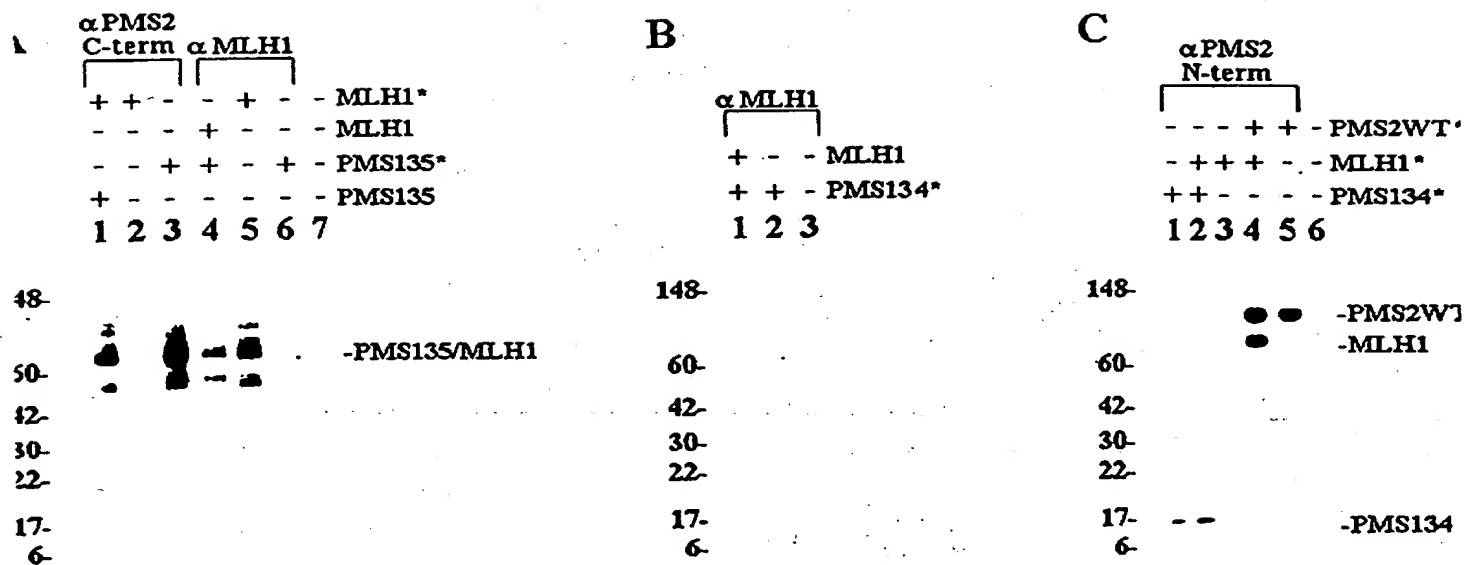 αPMS2
C-term αMLH1
+ + - - + - - MLH1*
- - - + - - - MLH1
- - + + - + - PMS135*
+ - - - - - - PMS135
1 2 3 4 5 6 7
48-
-PMS135/MLH1
50-
42-
30-
22-
17-
6-
B
αMLH1
+ - - MLH1
+ + - PMS134*
1 2 3
148-
60-
42-
30-
22-
17-
6-
C
αPMS2
N-term
- - - + + - PMS2WT*
- + + + - - MLH1*
+ + - - - - PMS134*
1 2 3 4 5 6
148-
-PMS2WT
-MLH1
60-
42-
30-
22-
17-
-PMS134
6-